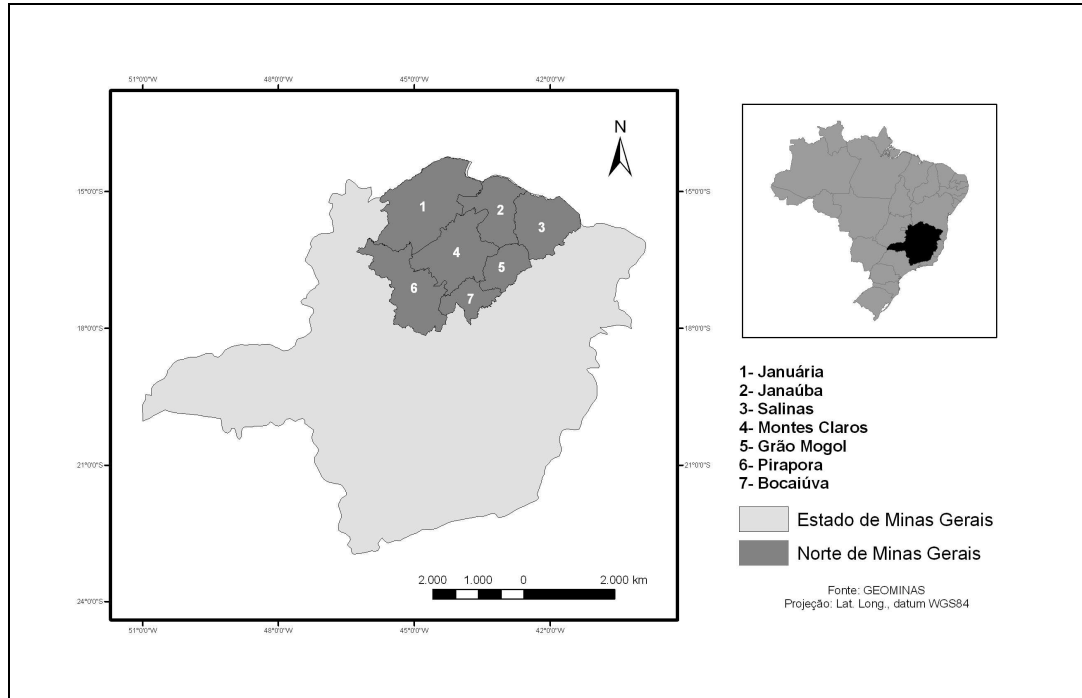 51°0'0"W 48°0'0"W 45°0'0"W 42°0'0"W
N
15°0'0"S 15°0'0"S
1
2
3
4
5
6
7
18°0'0"S 18°0'0"S
21°0'0"S 21°0'0"S
2.000 1.000 0 2.000 km
24°0'0"S 24°0'0"S
51°0'0"W 48°0'0"W 45°0'0"W 42°0'0"W
1- Januária
2- Janaúba
3- Salinas
4- Montes Claros
5- Grão Mogol
6- Pirapora
7- Bocaiúva
Estado de Minas Gerais
Norte de Minas Gerais
Fonte: GEOMINAS
Projeção: Lat. Long., datum WGS84